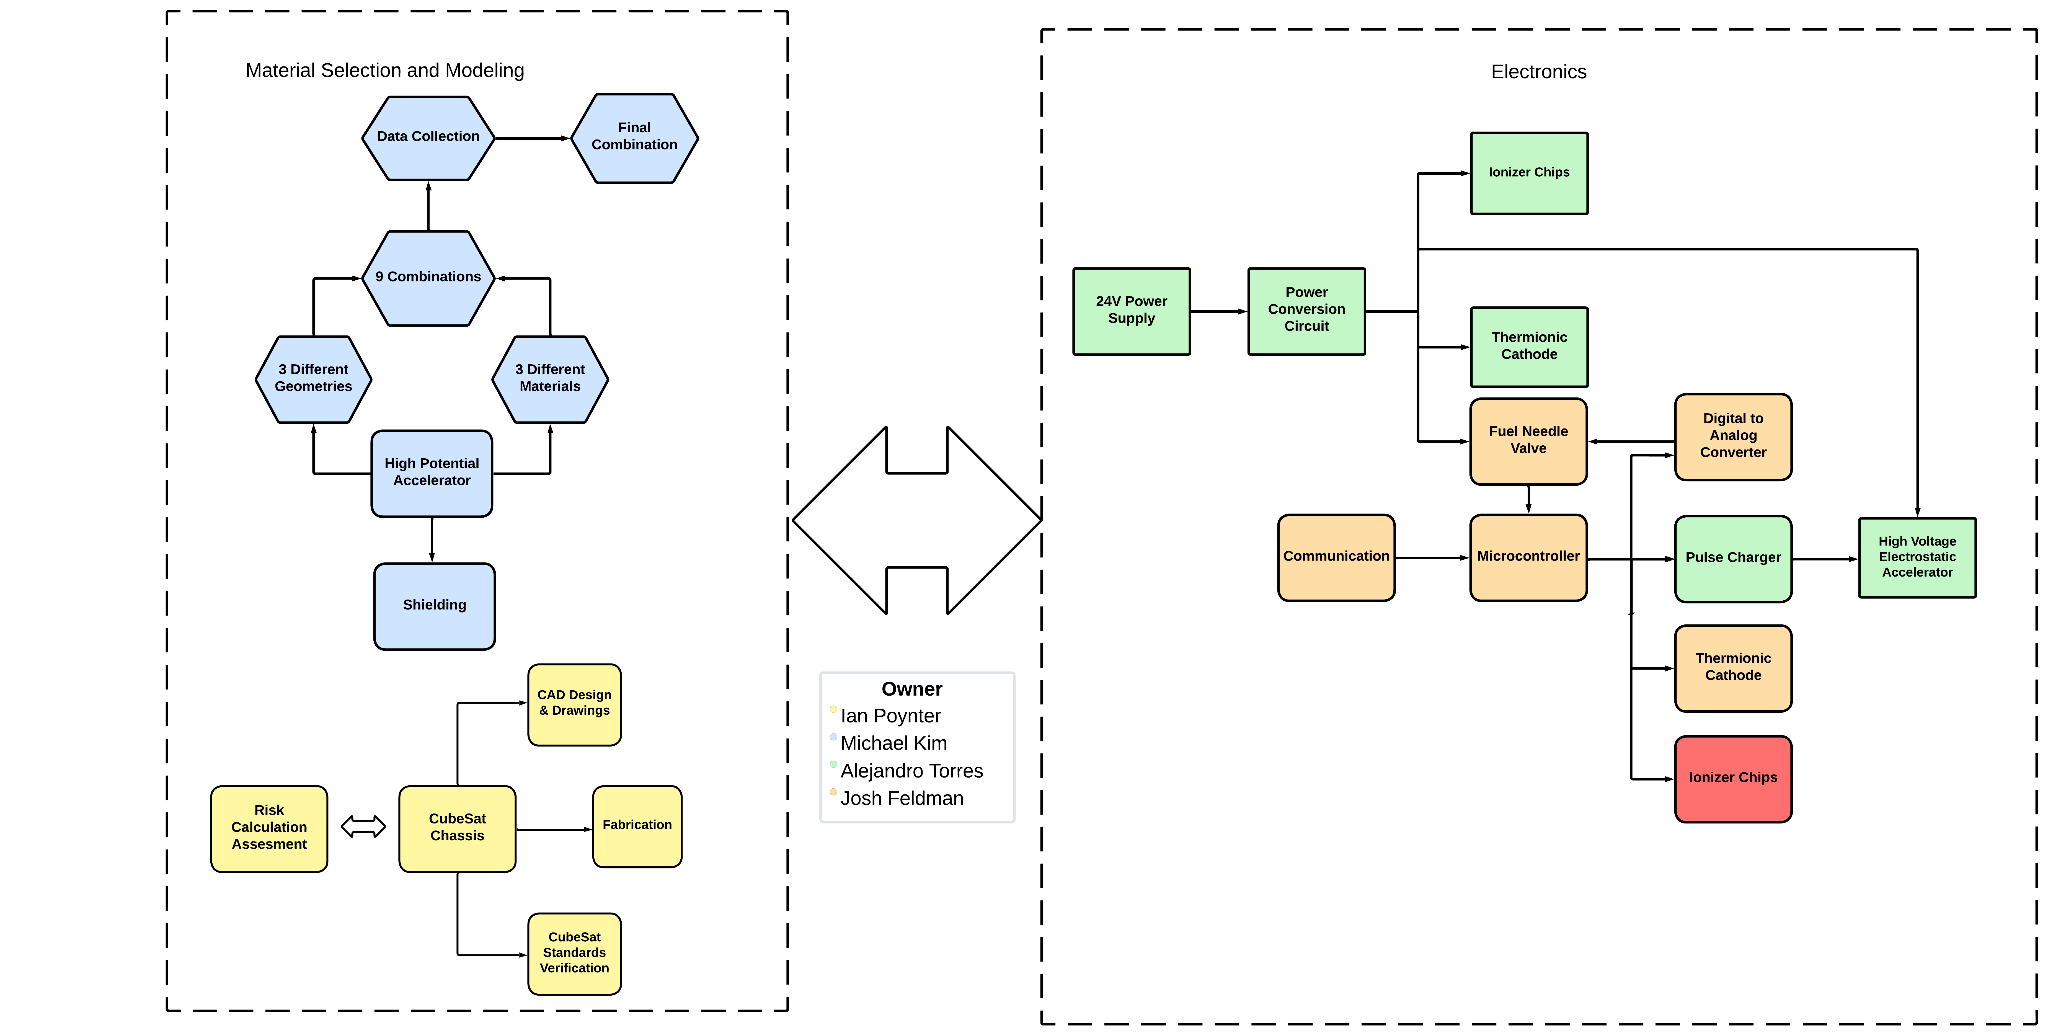 Material Selection and Modeling
Data Collection
Final
Combination
9 Combinations
3 Different
Geometries
3 Different
Materials
High Potential
Accelerator
Shielding
CAD Design
& Drawings
Risk
Calculation
Assesment
CubeSat
Chassis
Fabrication
CubeSat
Standards
Verification
Owner
Ian Poynter
Michael Kim
Alejandro Torres
Josh Feldman
Electronics
Ionizer Chips
24V Power
Supply
Power
Conversion
Circuit
Thermionic
Cathode
Fuel Needle
Valve
Digital to
Analog
Converter
Communication
Microcontroller
Pulse Charger
High Voltage
Electrostatic
Accelerator
Thermionic
Cathode
Ionizer Chips